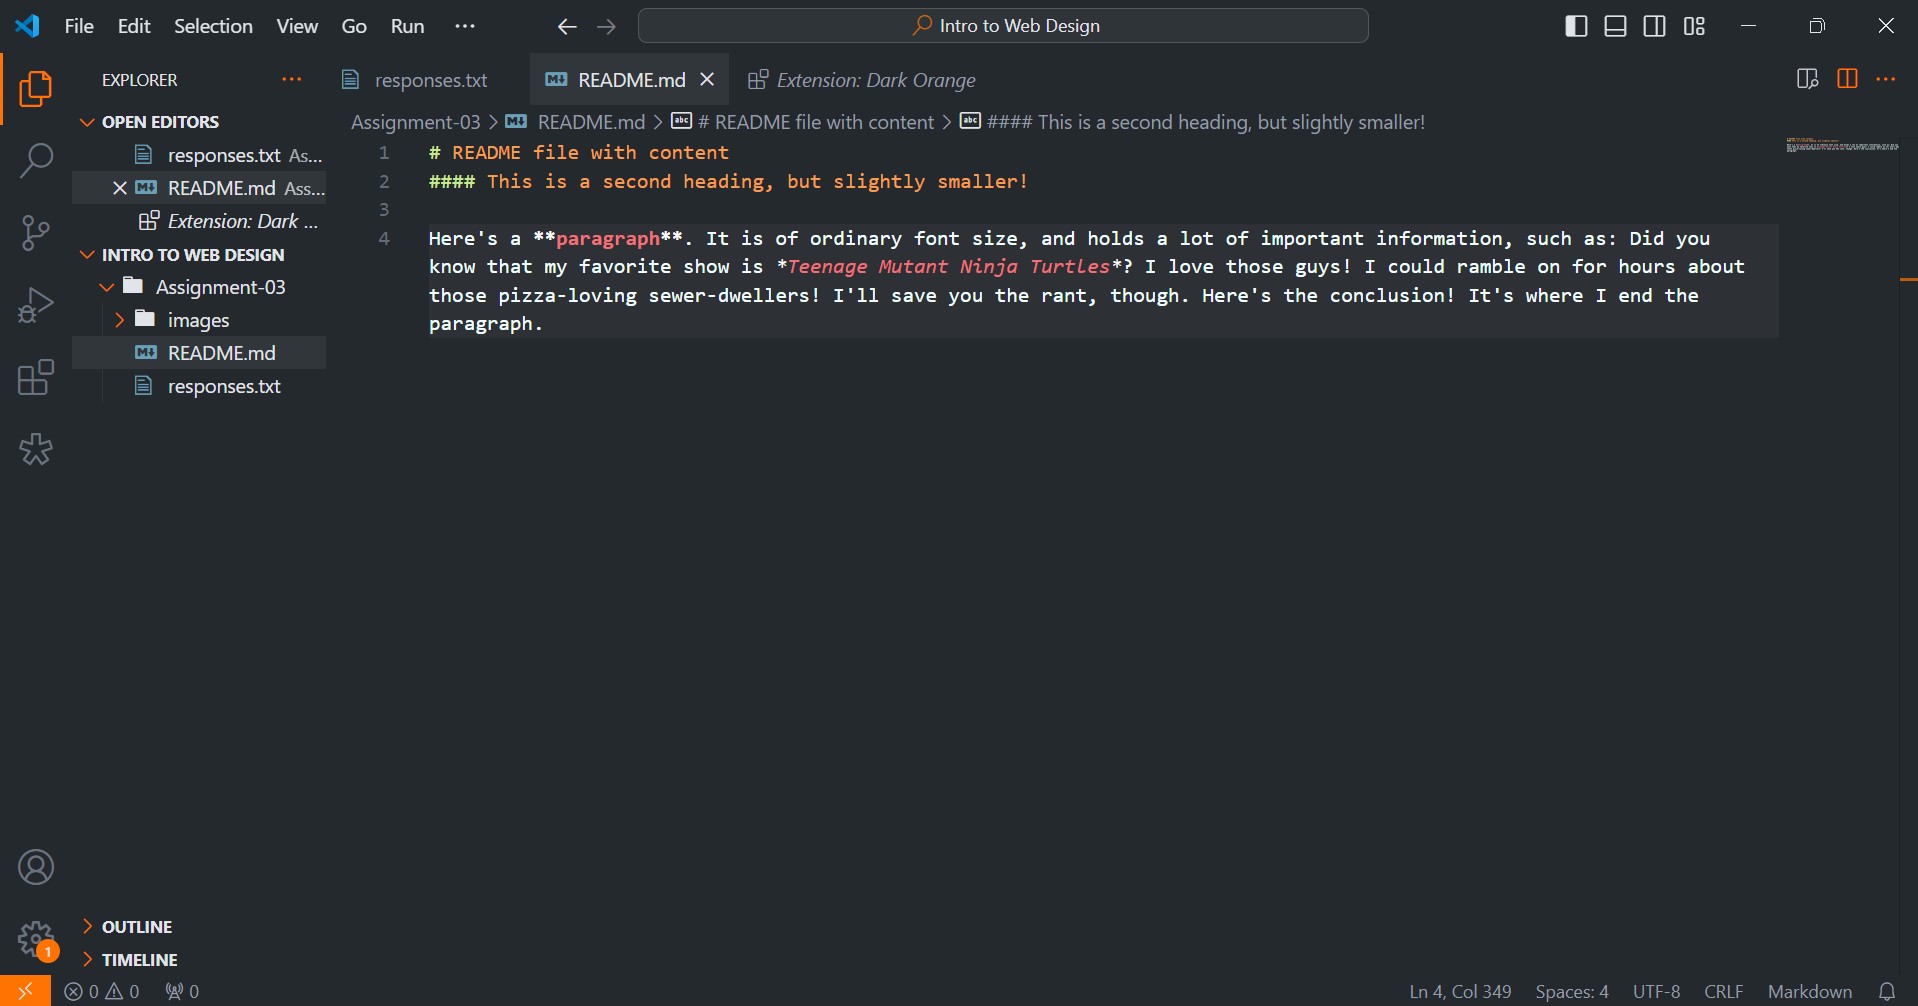 File Edit Selection View Go Run ···
Intro to Web Design
EXPLORER ···
responses.txt
README.md
Extension: Dark Orange
OPEN EDITORS
responses.txt As...
README.md Ass...
Extension: Dark ...
INTRO TO WEB DESIGN
Assignment-03
images
README.md
responses.txt
Assignment-03 > README.md > # README file with content > #### This is a second heading, but slightly smaller!
1 # README file with content
2 #### This is a second heading, but slightly smaller!
3
4 Here's a **paragraph**. It is of ordinary font size, and holds a lot of important information, such as: Did you
know that my favorite show is *Teenage Mutant Ninja Turtles*? I love those guys! I could ramble on for hours about
those pizza-loving sewer-dwellers! I'll save you the rant, though. Here's the conclusion! It's where I end the
paragraph.
OUTLINE
TIMELINE
1
0 0 0
Ln 4, Col 349 Spaces: 4 UTF-8 CRLF Markdown